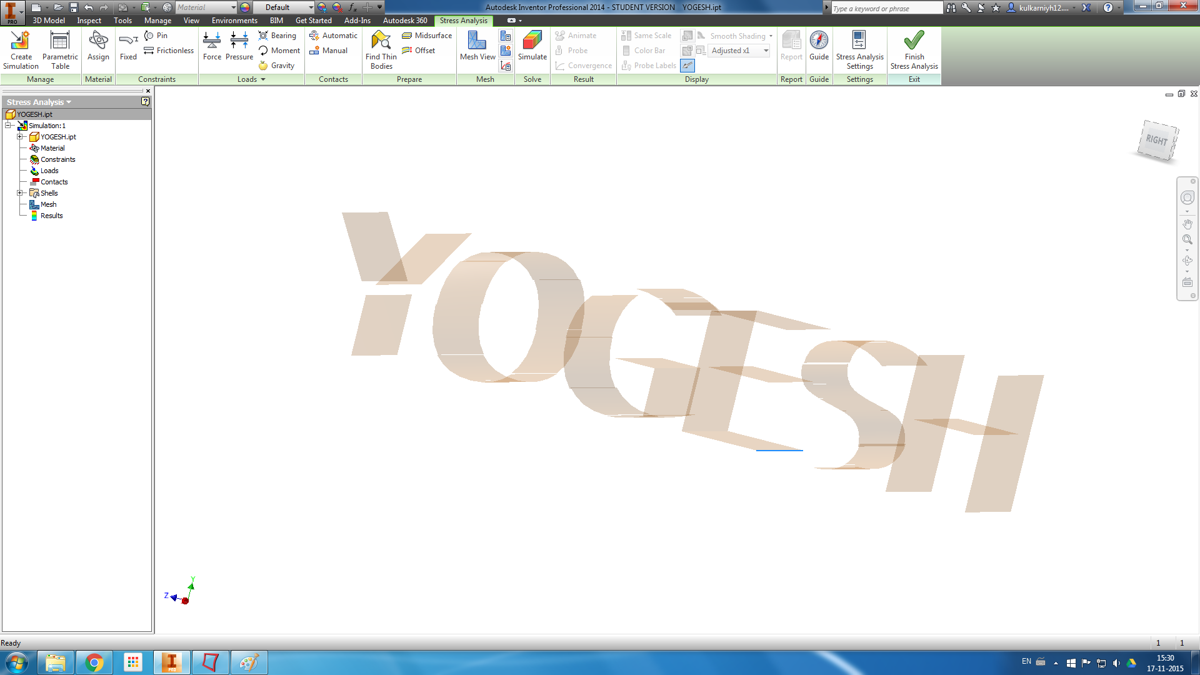 Material
Default
Autodesk Inventor Professional 2014 - STUDENT VERSION YOGESH.ipt
Type a keyword or phrase
kulkarniyh12...
PRO
3D Model Inspect Tools Manage View Environments BIM Get Started Add-Ins Autodesk 360 Stress Analysis
Create Simulation
Parametric Table
Assign
Fixed
Pin
Frictionless
Force
Pressure
Bearing
Moment
Gravity
Automatic
Manual
Find Thin Bodies
Midsurface
Offset
Mesh View
Simulate
Animate
Probe
Convergence
Same Scale
Color Bar
Probe Labels
Smooth Shading
Adjusted x1
Report
Guide
Stress Analysis Settings
Finish Stress Analysis
Manage Material Constraints Loads Contacts Prepare Mesh Solve Result Display Report Guide Settings Exit
Stress Analysis
YOGESH.ipt
Simulation:1
YOGESH.ipt
Material
Constraints
Loads
Contacts
Shells
Mesh
Results
RIGHT
YOGESH
Y
Z
Ready
1 1
EN
15:30
17-11-2015